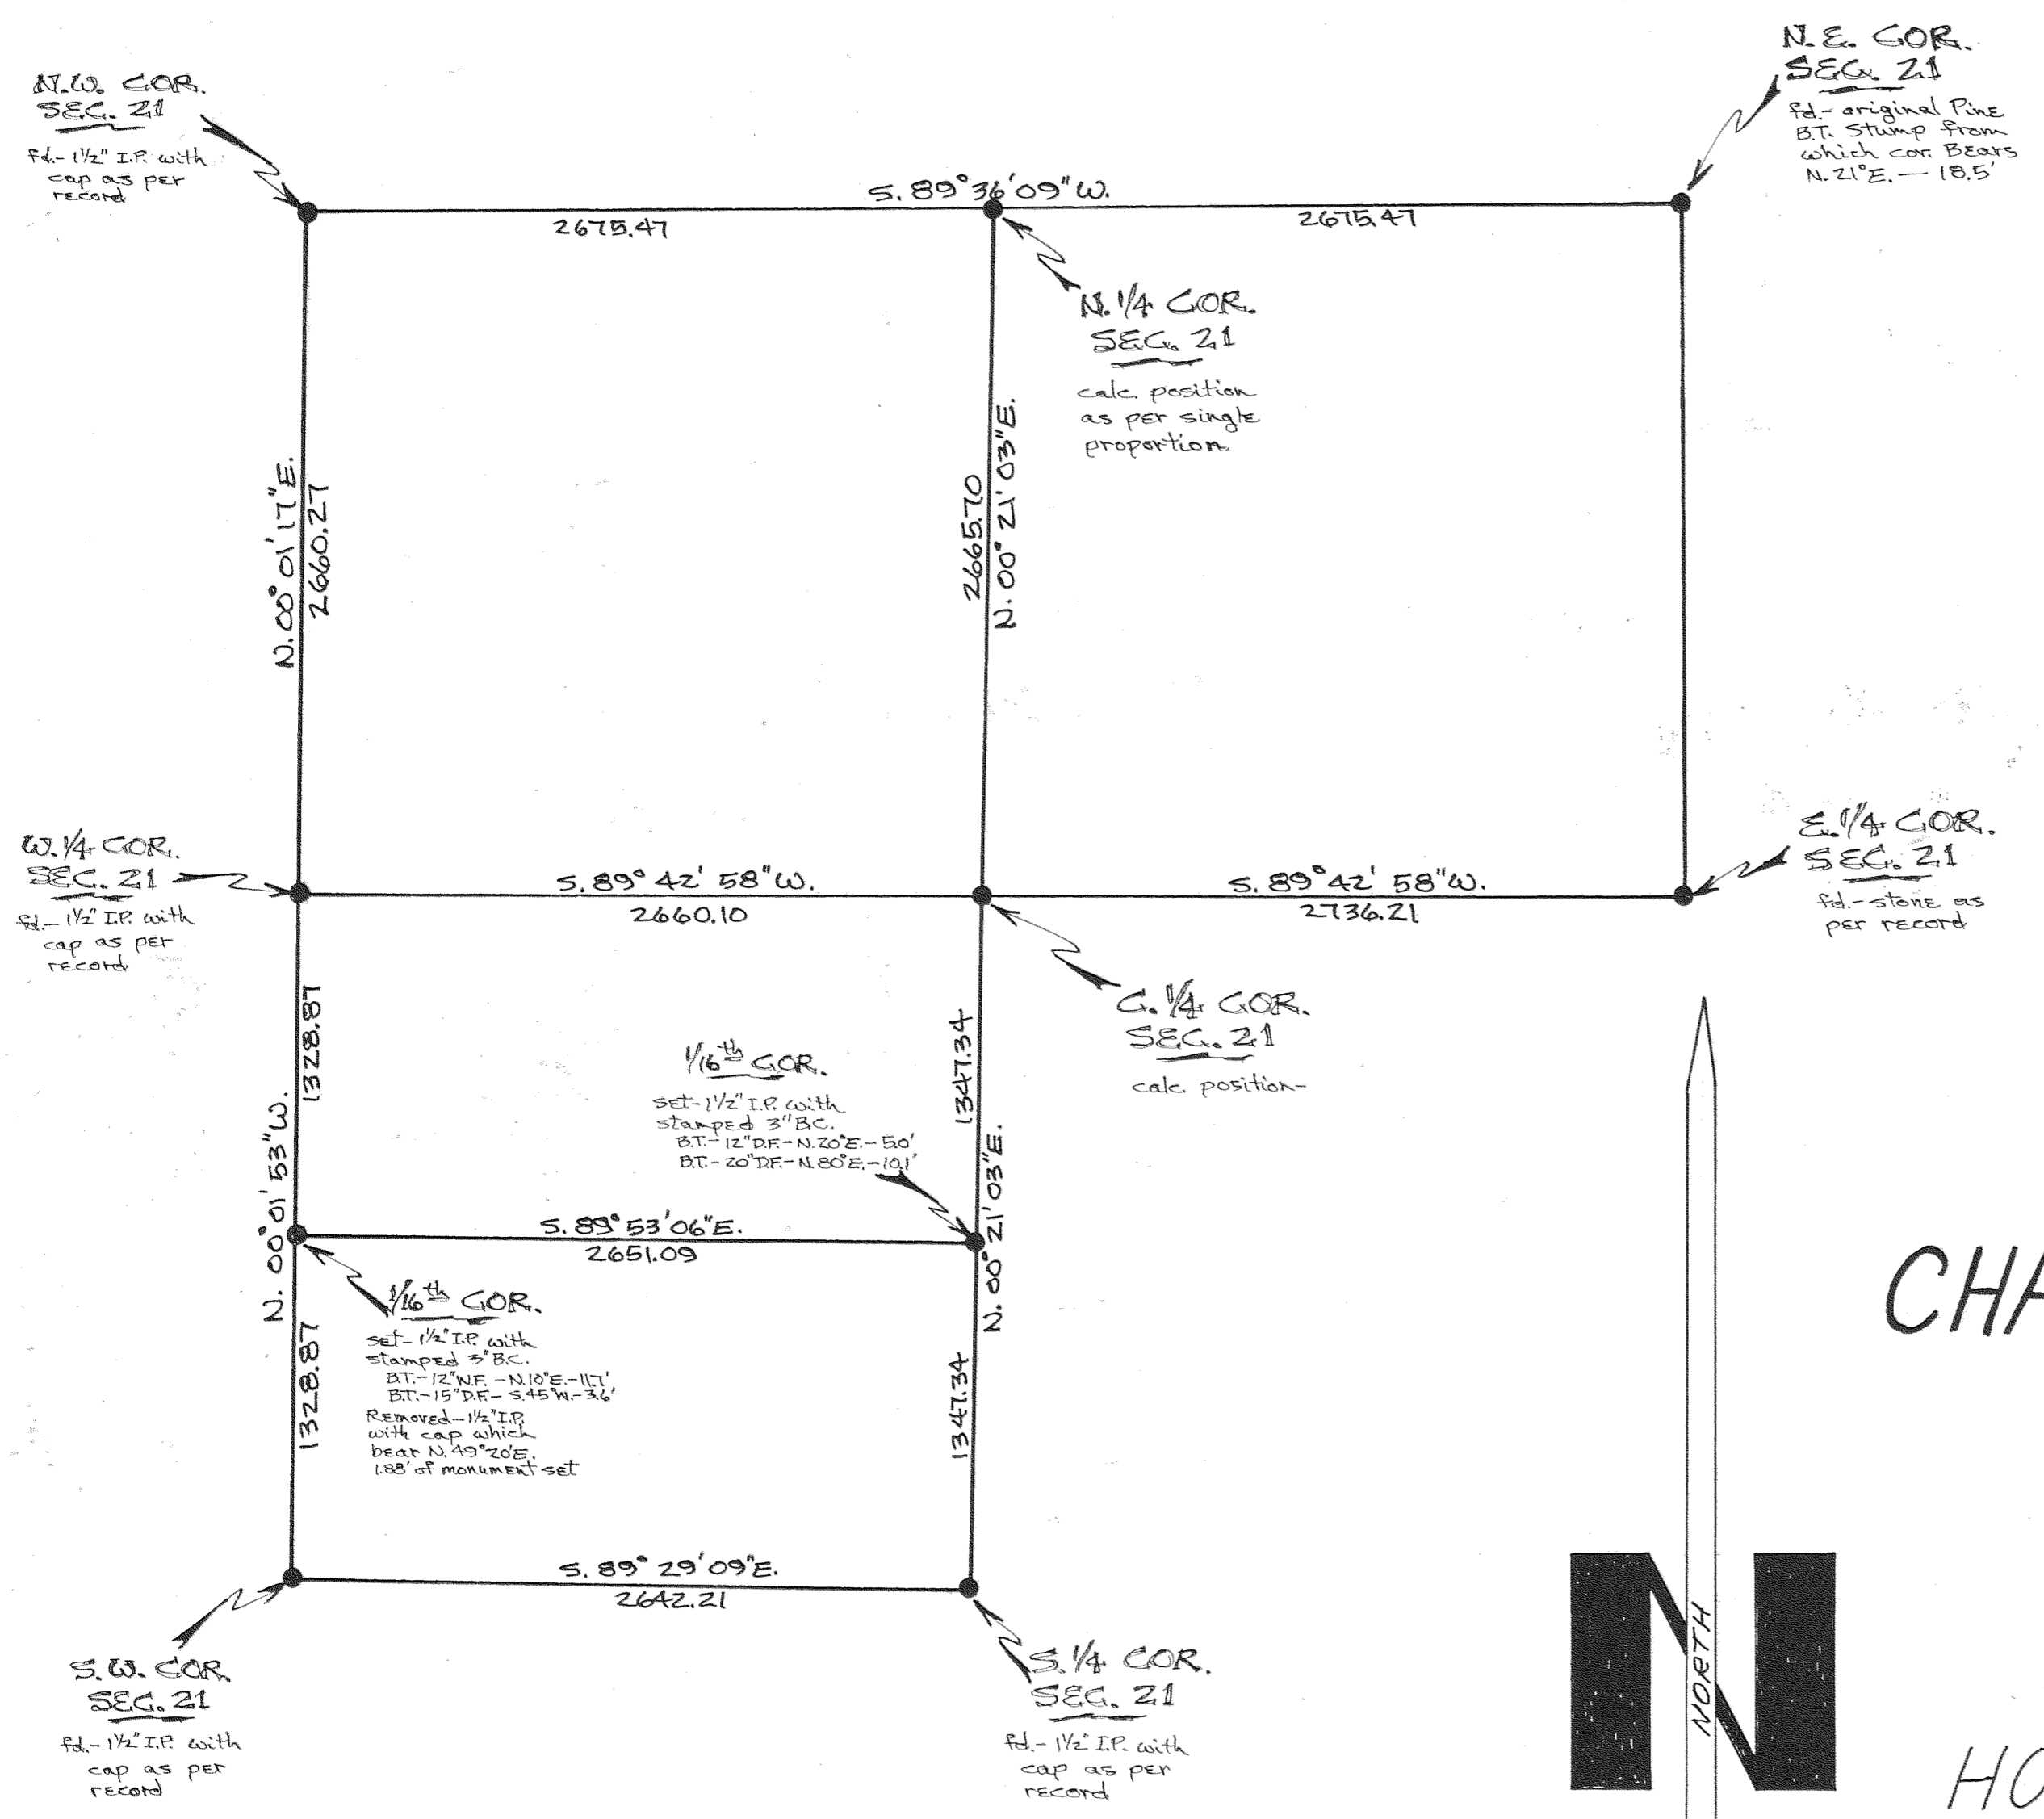 N.W. COR.
SEC. 21
fd.- 1½" I.P. with
cap as per
record
N.E. COR.
SEC. 21
fd.- original Pine
B.T. Stump from
which cor. Bears
N. 21° E. — 18.5'
S. 89° 36' 09" W.
2675.47
2675.47
N. 1/4 COR.
SEC. 21
calc. position
as per single
proportion
N. 00° 01' 17" E.
2660.27
2665.70
N. 00° 21' 03" E.
W. 1/4 COR.
SEC. 21
fd.- 1½" I.P. with
cap as per
record
S. 89° 42' 58" W.
2660.10
S. 89° 42' 58" W.
2736.21
E. 1/4 COR.
SEC. 21
fd.- stone as
per record
C. 1/4 COR.
SEC. 21
calc. position-
1328.87
N. 00° 01' 53" W.
1328.87
1/16th COR.
set- 1½" I.P. with
stamped 3" B.C.
B.T.- 12" D.F.- N. 20° E.- 5.0'
B.T.- 20" D.F.- N. 80° E.- 10.1'
1347.34
N. 00° 21' 03" E.
1347.34
S. 89° 53' 06" E.
2651.09
1/16th COR.
set- 1½" I.P. with
stamped 3" B.C.
B.T.- 12" W.F. - N. 10° E.- 11.7'
B.T.- 15" D.F.- S. 45° W.- 3.6'
Removed- 1½" I.P.
with cap which
bear N. 49° 20' E.
1.88' of monument set
S. 89° 29' 09" E.
2642.21
S.W. COR.
SEC. 21
fd.- 1½" I.P. with
cap as per
record
S. 1/4 COR.
SEC. 21
fd.- 1½" I.P. with
cap as per
record
N
NORTH
CHA
HO